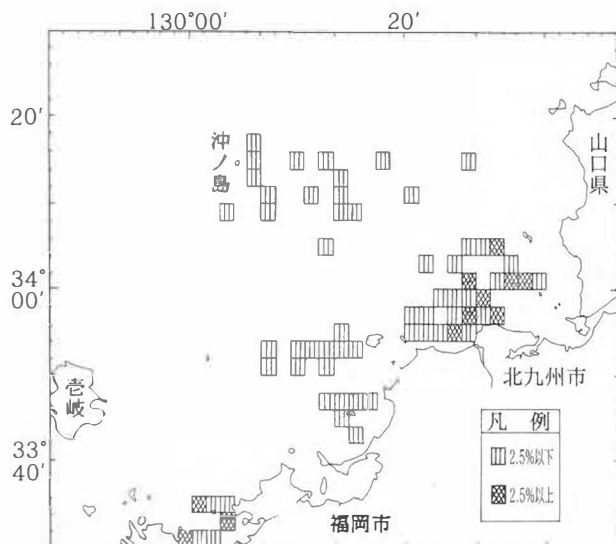 130°00′ 20′
20′
沖ノ島
山口県
34°
00′
壱岐
北九州市
33°
40′
福岡市
凡 例
2.5%以下
2.5%以上